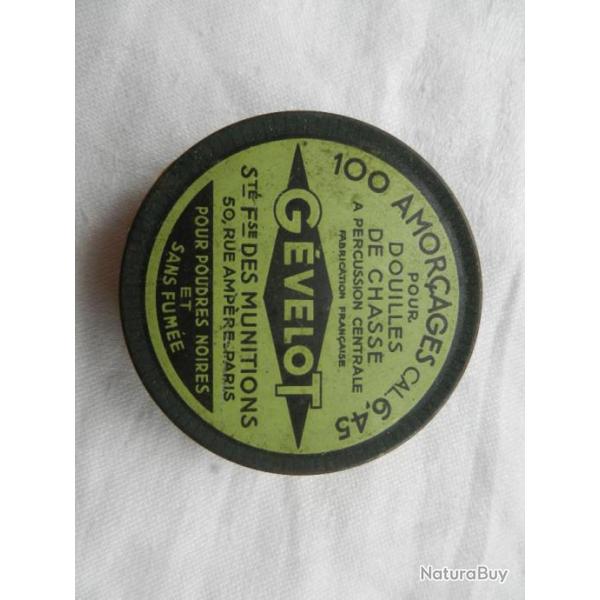 100 AMORÇAGES CAL. 6,45
POUR
DOUILLES
DE CHASSE
A PERCUSSION CENTRALE
FABRICATION FRANÇAISE
GÉVELOT
STÉ FSE DES MUNITIONS
50, RUE AMPÈRE-PARIS
POUR POUDRES NOIRES
ET
SANS FUMÉE
NaturaBuy